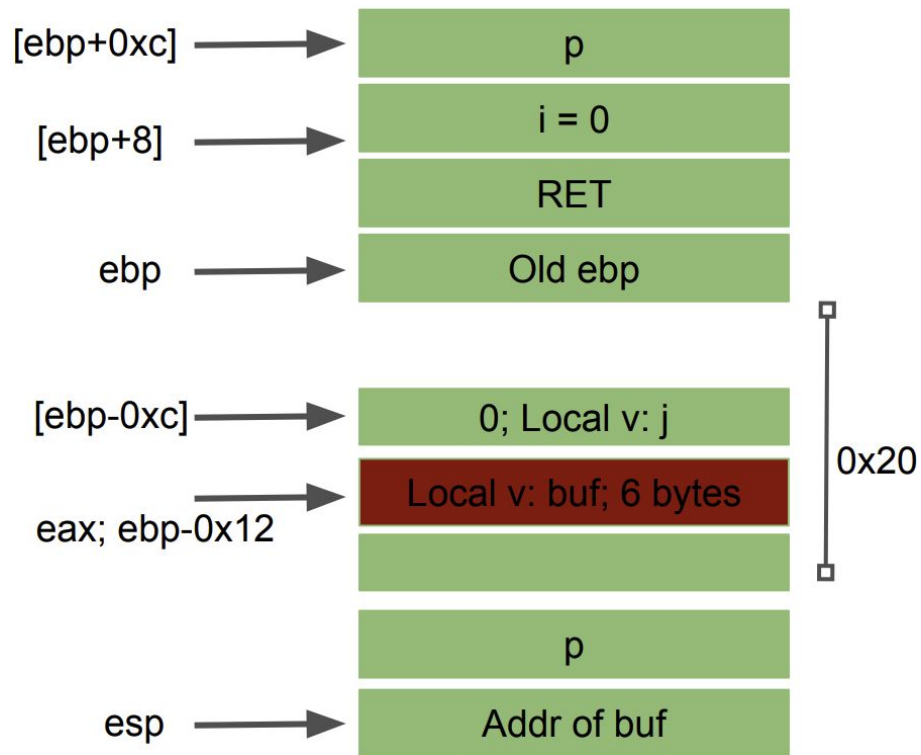 [ebp+0xc]
p
i = 0
[ebp+8]
RET
ebp
Old ebp
[ebp-0xc]
0; Local v: j
0x20
Local v: buf; 6 bytes
eax; ebp-0x12
p
esp
Addr of buf